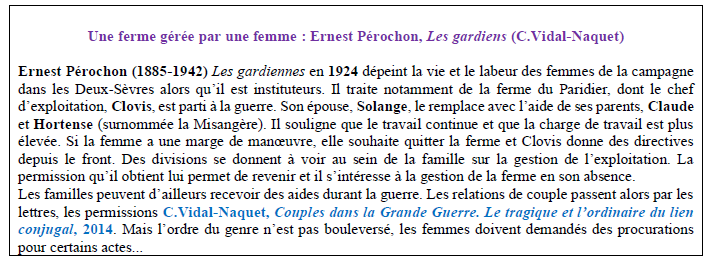 Une ferme gérée par une femme : Ernest Pérochon, Les gardiens (C.Vidal-Naquet)
Ernest Pérochon (1885-1942) Les gardiennes en 1924 dépeint la vie et le labeur des femmes de la campagne
dans les Deux-Sèvres alors qu'il est instituteurs. Il traite notamment de la ferme du Paridier, dont le chef
d'exploitation, Clovis, est parti à la guerre. Son épouse, Solange, le remplace avec l'aide de ses parents, Claude
et Hortense (surnommée la Misangère). Il souligne que le travail continue et que la charge de travail est plus
élevée. Si la femme a une marge de manœuvre, elle souhaite quitter la ferme et Clovis donne des directives
depuis le front. Des divisions se donnent à voir au sein de la famille sur la gestion de l'exploitation. La
permission qu'il obtient lui permet de revenir et il s'intéresse à la gestion de la ferme en son absence.
Les familles peuvent d'ailleurs recevoir des aides durant la guerre. Les relations de couple passent alors par les
lettres, les permissions C.Vidal-Naquet, Couples dans la Grande Guerre. Le tragique et l'ordinaire du lien
conjugal, 2014. Mais l'ordre du genre n'est pas bouleversé, les femmes doivent demandés des procurations
pour certains actes...